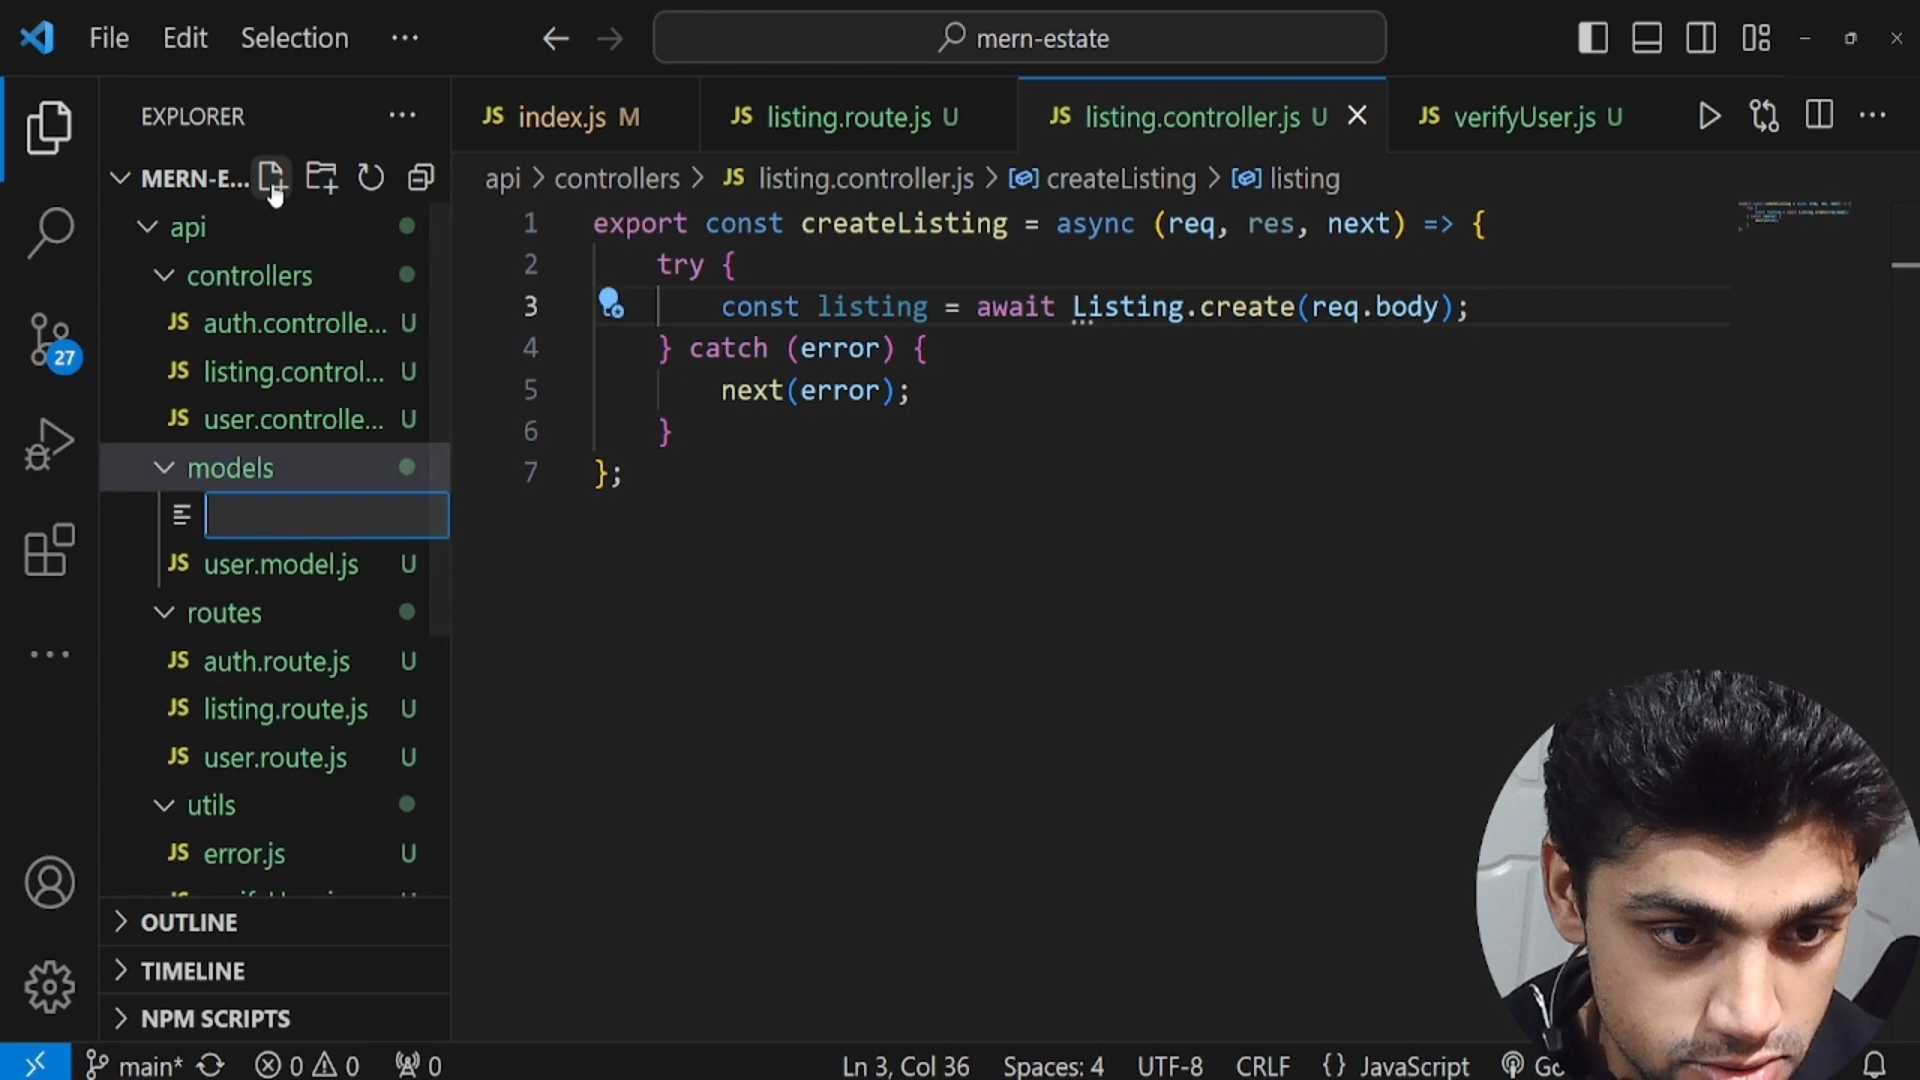 File Edit Selection ···
mern-estate
EXPLORER ···
MERN-E...
api
controllers
JS auth.controlle... U
JS listing.control... U
JS user.controlle... U
models
JS user.model.js U
routes
JS auth.route.js U
JS listing.route.js U
JS user.route.js U
utils
JS error.js U
OUTLINE
TIMELINE
NPM SCRIPTS
27
JS index.js M
JS listing.route.js U
JS listing.controller.js U
JS verifyUser.js U
api > controllers > JS listing.controller.js > createListing > listing
1 export const createListing = async (req, res, next) => {
2 try {
3 const listing = await Listing.create(req.body);
4 } catch (error) {
5 next(error);
6 }
7 };
main* 0 0 0 Ln 3, Col 36 Spaces: 4 UTF-8 CRLF {} JavaScript